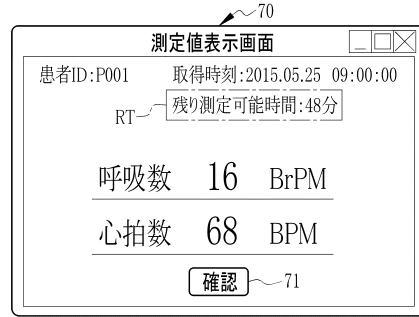 70
測定値表示画面
患者ID:P001 取得時刻:2015.05.25 09:00:00
RT 残り測定可能時間:48分
呼吸数 16 BrPM
心拍数 68 BPM
確認 71